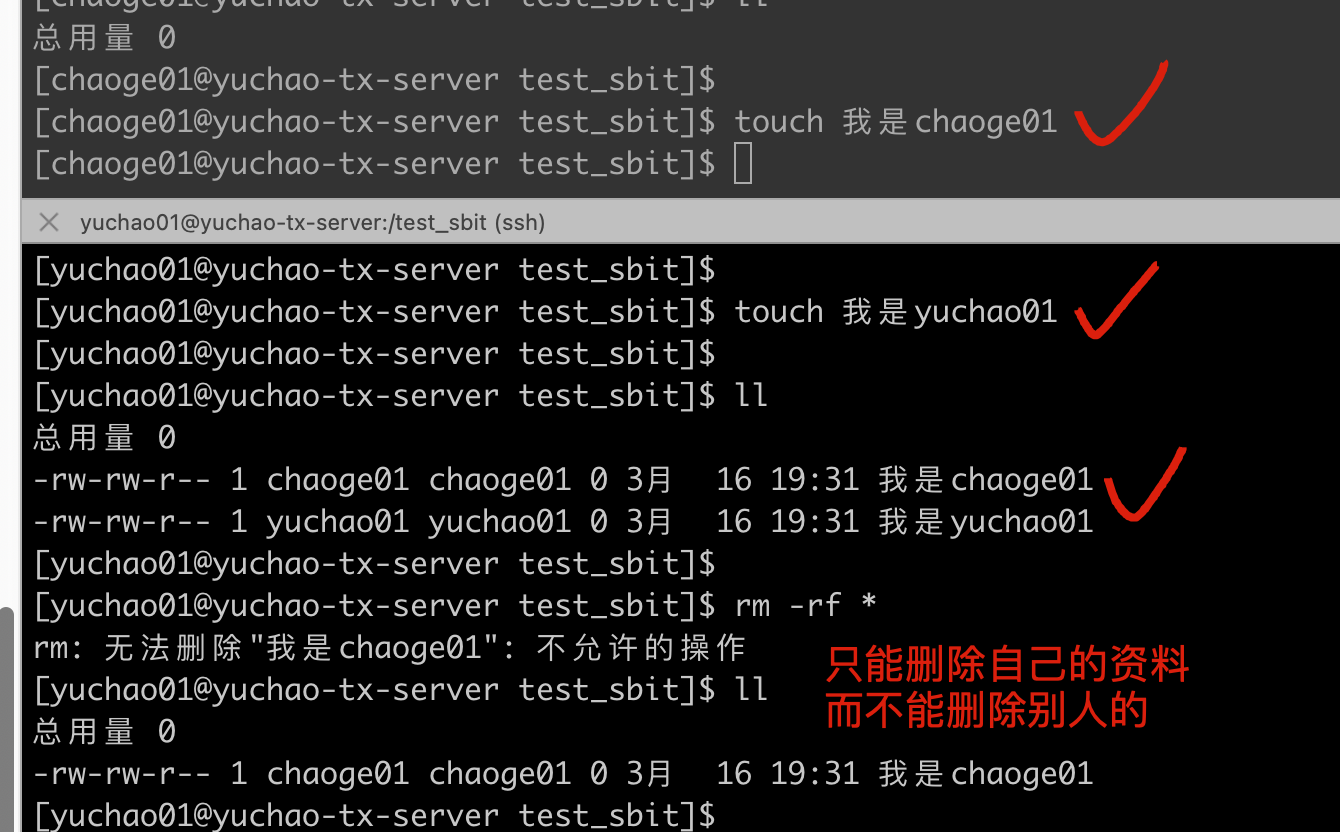 [chaoge01@yuchao-tx-server test_sbit]$ ll
总用量 0
[chaoge01@yuchao-tx-server test_sbit]$
[chaoge01@yuchao-tx-server test_sbit]$ touch 我是chaoge01
[chaoge01@yuchao-tx-server test_sbit]$
yuchao01@yuchao-tx-server:/test_sbit (ssh)
[yuchao01@yuchao-tx-server test_sbit]$
[yuchao01@yuchao-tx-server test_sbit]$ touch 我是yuchao01
[yuchao01@yuchao-tx-server test_sbit]$
[yuchao01@yuchao-tx-server test_sbit]$ ll
总用量 0
-rw-rw-r-- 1 chaoge01 chaoge01 0 3月  16 19:31 我是chaoge01
-rw-rw-r-- 1 yuchao01 yuchao01 0 3月  16 19:31 我是yuchao01
[yuchao01@yuchao-tx-server test_sbit]$
[yuchao01@yuchao-tx-server test_sbit]$ rm -rf *
rm: 无法删除"我是chaoge01": 不允许的操作
[yuchao01@yuchao-tx-server test_sbit]$ ll
只能删除自己的资料
而不能删除别人的
总用量 0
-rw-rw-r-- 1 chaoge01 chaoge01 0 3月  16 19:31 我是chaoge01
[yuchao01@yuchao-tx-server test_sbit]$